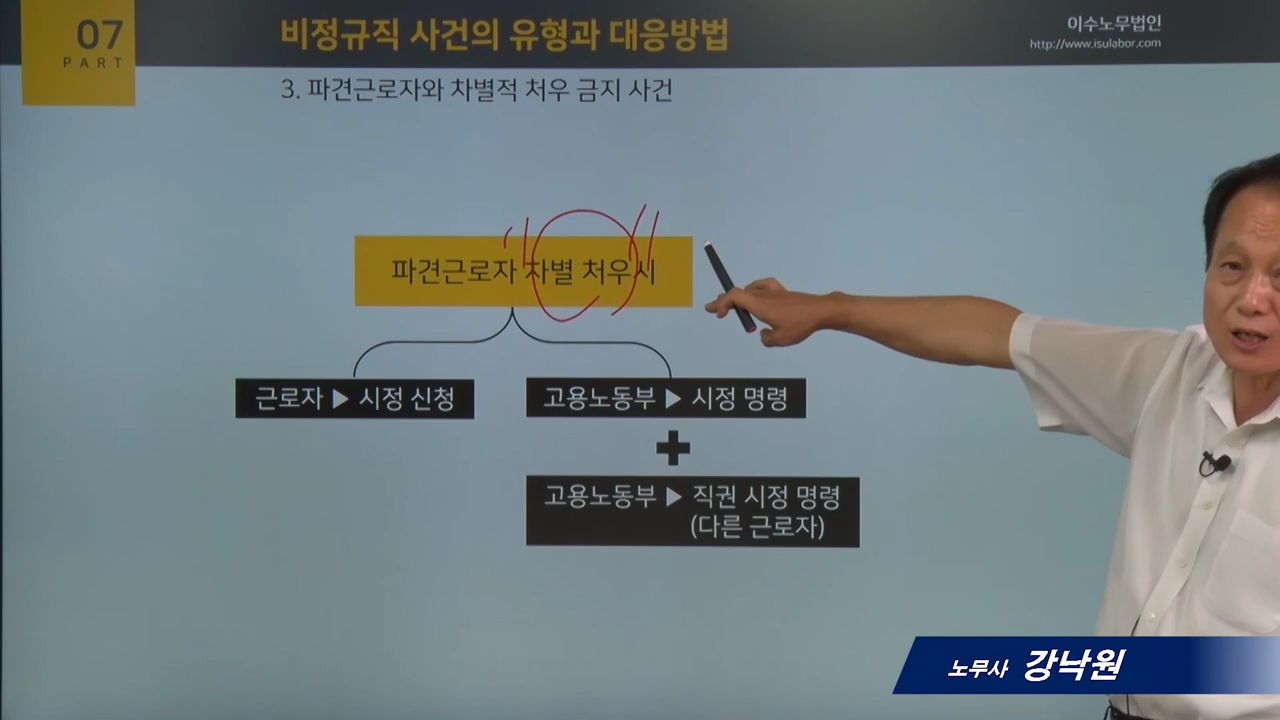 07
PART
비정규직 사건의 유형과 대응방법
이수노무법인
http://www.isulabor.com
3. 파견근로자와 차별적 처우 금지 사건
파견근로자 차별 처우시
근로자 ▶ 시정 신청
고용노동부 ▶ 시정 명령
고용노동부 ▶ 직권 시정 명령
(다른 근로자)
노무사 강낙원